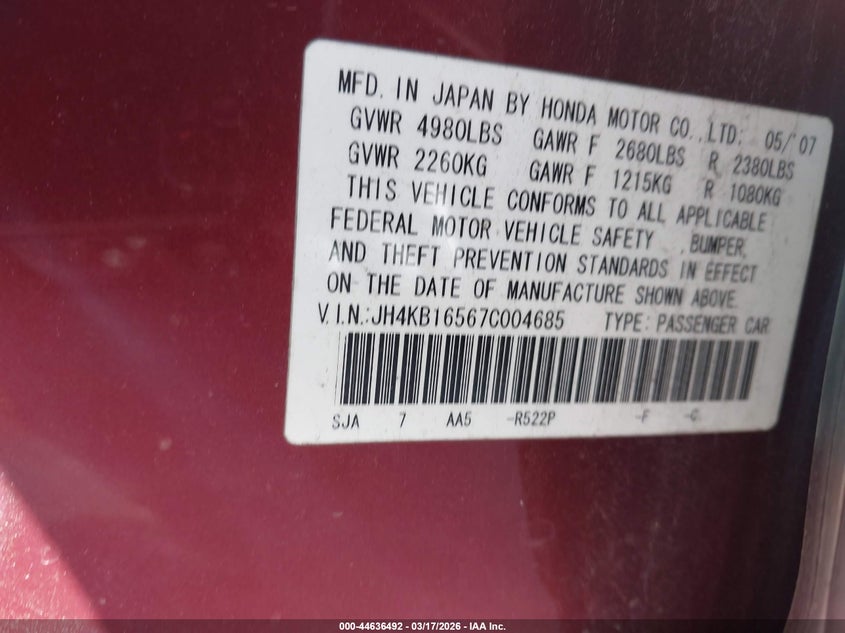 MFD. IN JAPAN BY HONDA MOTOR CO.,LTD: 05/'07
GVWR 4980LBS GAWR F 2680LBS R 2380LBS
GVWR 2260KG GAWR F 1215KG R 1080KG
THIS VEHICLE CONFORMS TO ALL APPLICABLE
FEDERAL MOTOR VEHICLE SAFETY , BUMPER,
AND THEFT PREVENTION STANDARDS IN EFFECT
ON THE DATE OF MANUFACTURE SHOWN ABOVE.
V.I.N.:JH4KB16567C004685 TYPE: PASSENGER CAR
SJA 7 AA5 -R522P -F -C
000-44636492 - 03/17/2026 - IAA Inc.